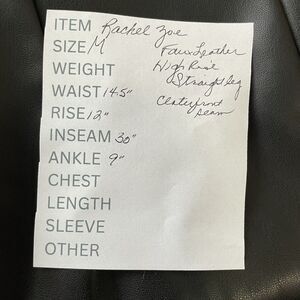 ITEM Rachel Zoe
SIZE M Faux Leather
WEIGHT High Rise
WAIST 14.5" Straight Leg
RISE 12" Center front
INSEAM 30" seam
ANKLE 9"
CHEST
LENGTH
SLEEVE
OTHER